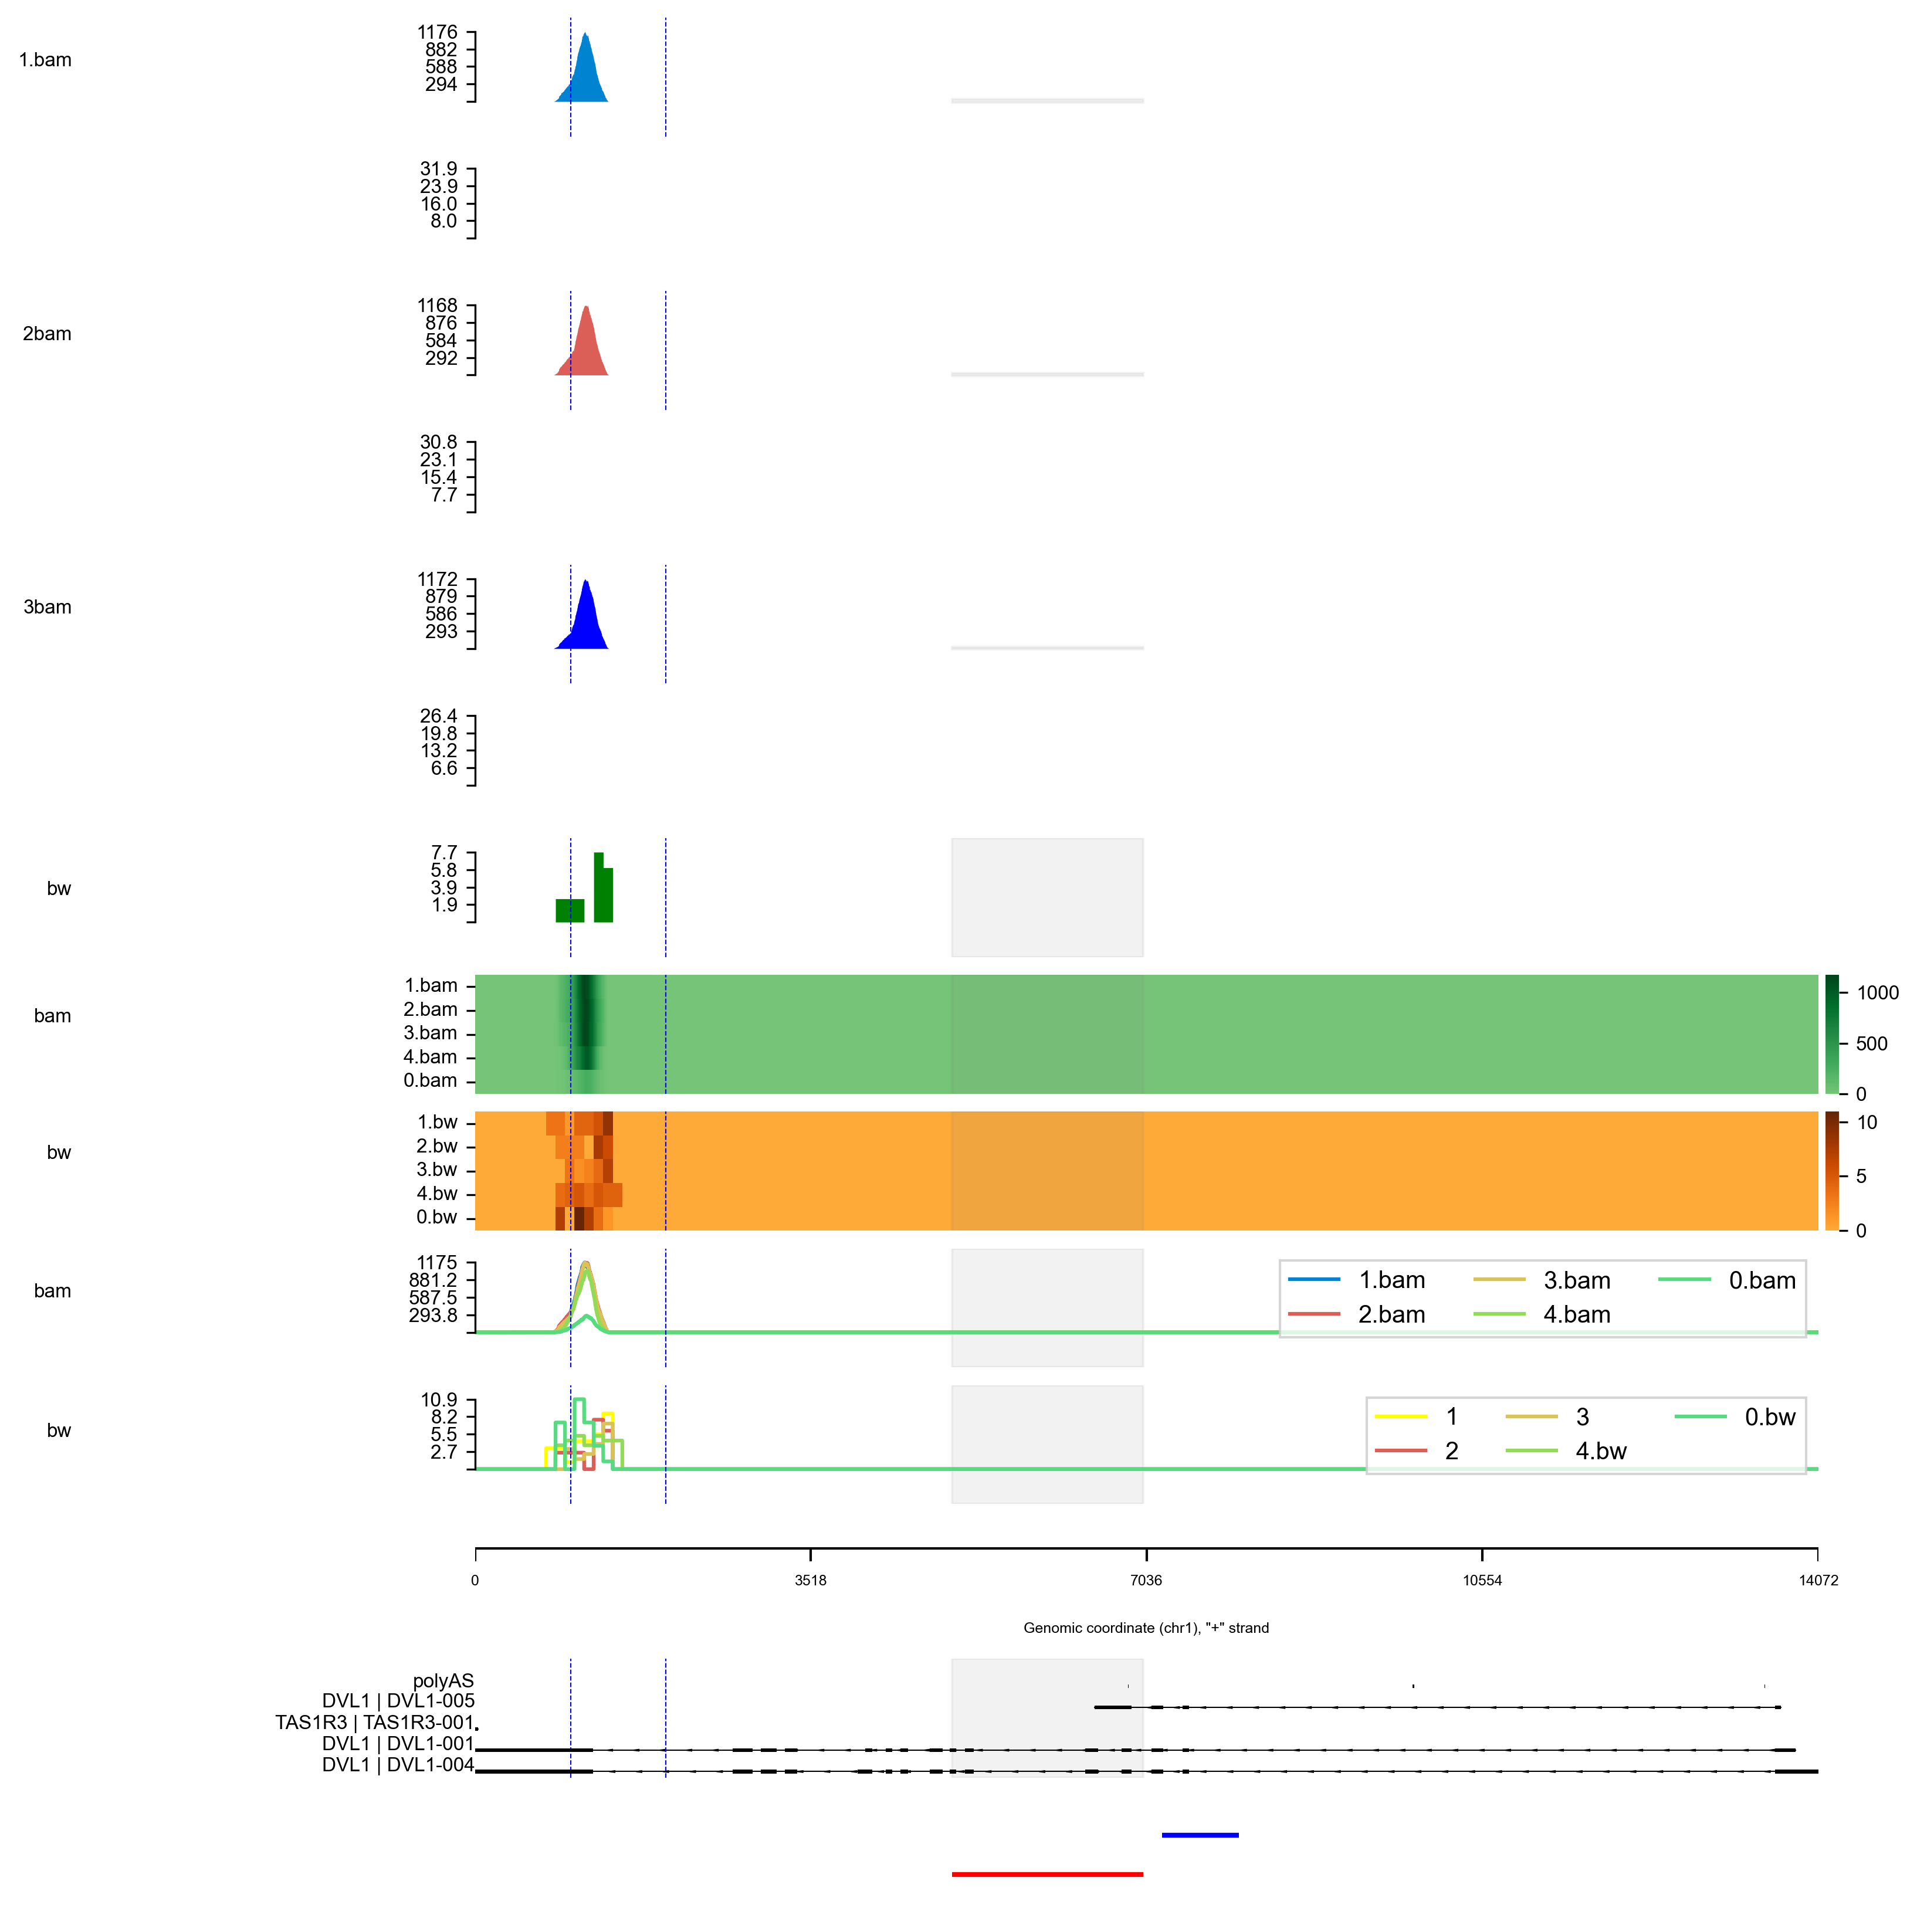 1.bam
1176
882
588
294
31.9
23.9
16.0
8.0
2bam
1168
876
584
292
30.8
23.1
15.4
7.7
3bam
1172
879
586
293
26.4
19.8
13.2
6.6
bw
7.7
5.8
3.9
1.9
bam
1.bam
2.bam
3.bam
4.bam
0.bam
1000
500
0
bw
1.bw
2.bw
3.bw
4.bw
0.bw
10
5
0
bam
1175
881.2
587.5
293.8
1.bam 3.bam 0.bam
2.bam 4.bam
bw
10.9
8.2
5.5
2.7
1 3 0.bw
2 4.bw
0 3518 7036 10554 14072
Genomic coordinate (chr1), "+" strand
polyAS
DVL1 | DVL1-005
TAS1R3 | TAS1R3-001
DVL1 | DVL1-001
DVL1 | DVL1-004